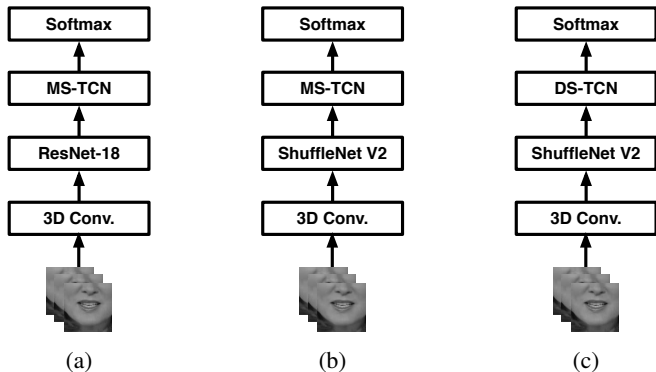 Softmax
MS-TCN
ResNet-18
3D Conv.
(a)
Softmax
MS-TCN
ShuffleNet V2
3D Conv.
(b)
Softmax
DS-TCN
ShuffleNet V2
3D Conv.
(c)